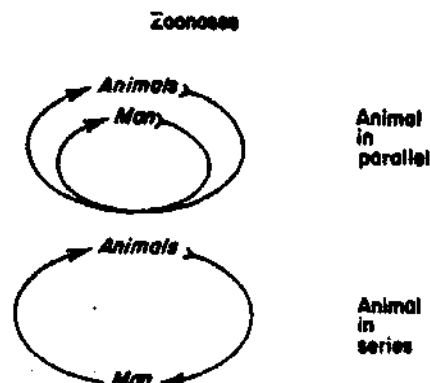 Zoonoses
Animals
Man
Animal
in
parallel
Animals
Animal
in
series
Man